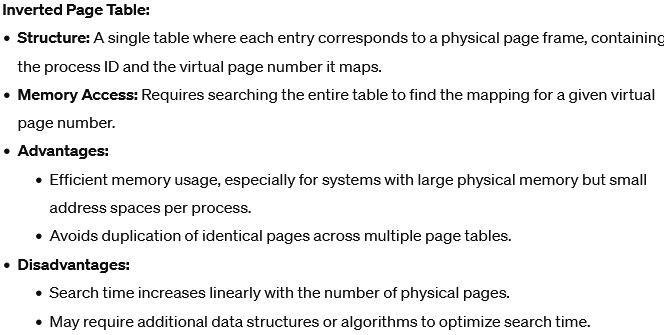 Inverted Page Table:
• Structure: A single table where each entry corresponds to a physical page frame, containing
the process ID and the virtual page number it maps.
• Memory Access: Requires searching the entire table to find the mapping for a given virtual
page number.
• Advantages:
• Efficient memory usage, especially for systems with large physical memory but small
address spaces per process.
• Avoids duplication of identical pages across multiple page tables.
• Disadvantages:
• Search time increases linearly with the number of physical pages.
• May require additional data structures or algorithms to optimize search time.